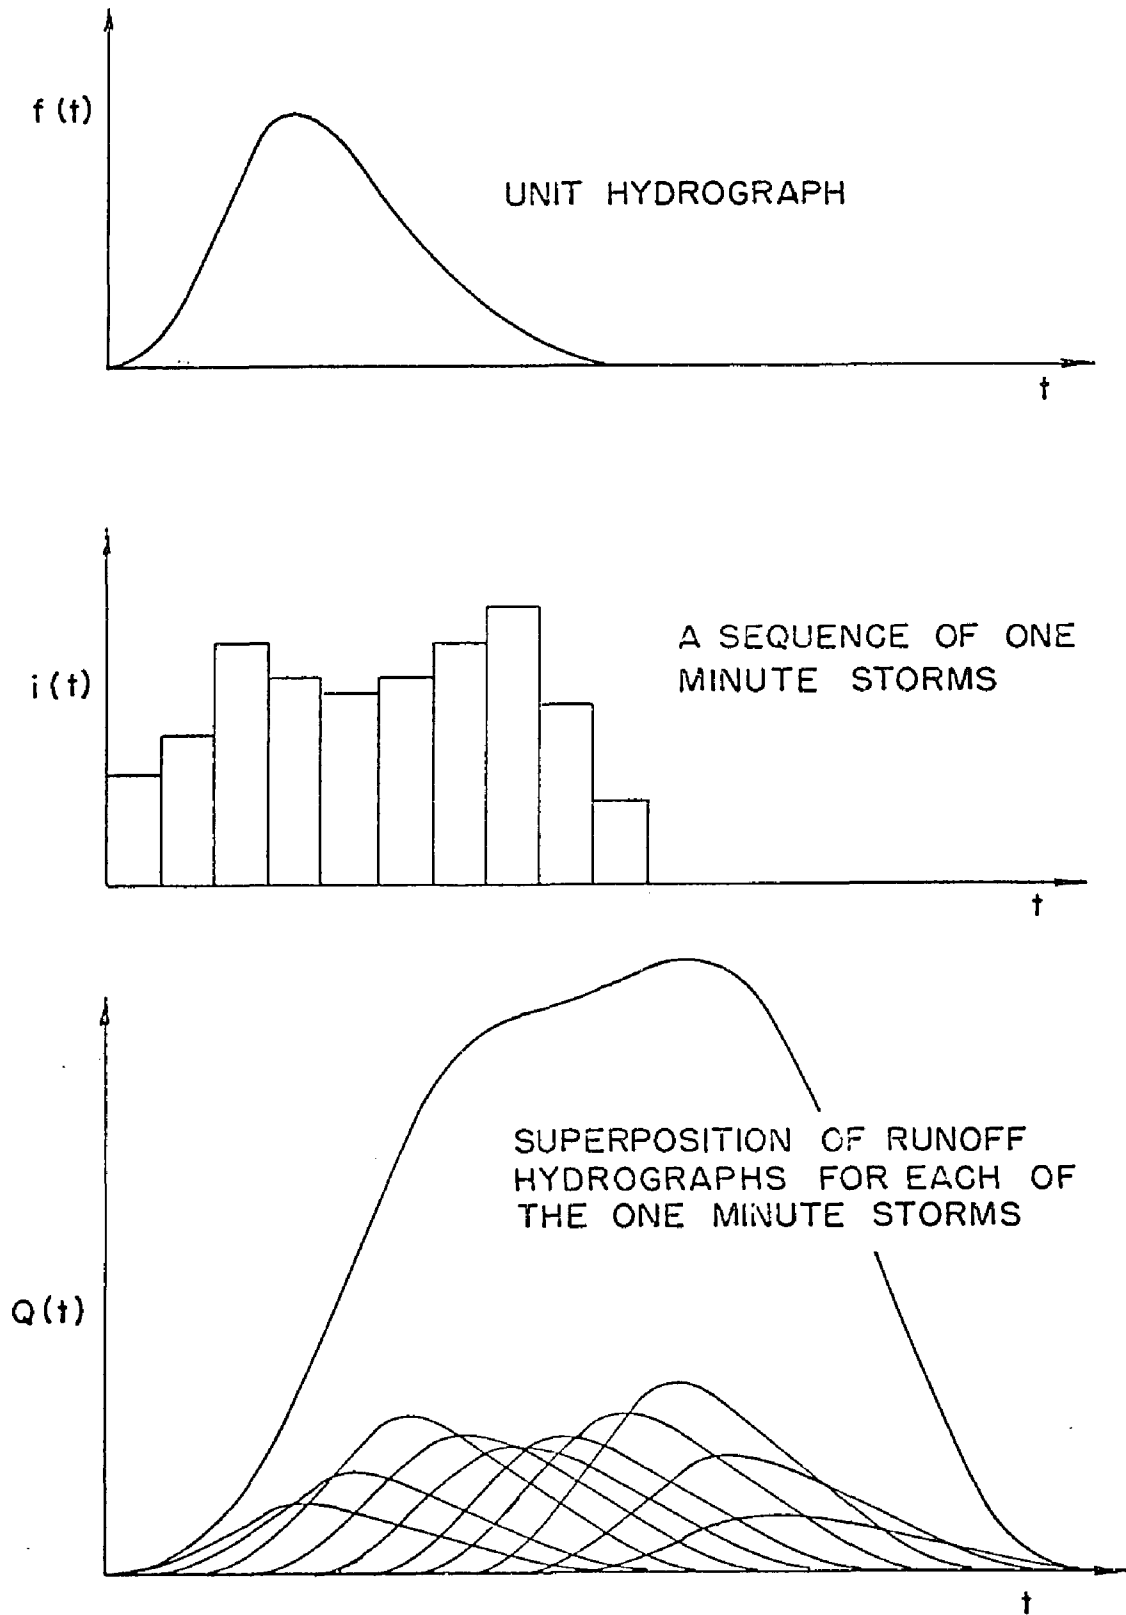 f (t)
UNIT HYDROGRAPH
t
i (t)
A SEQUENCE OF ONE
MINUTE STORMS
t
SUPERPOSITION OF RUNOFF
HYDROGRAPHS FOR EACH OF
THE ONE MINUTE STORMS
Q (t)
t